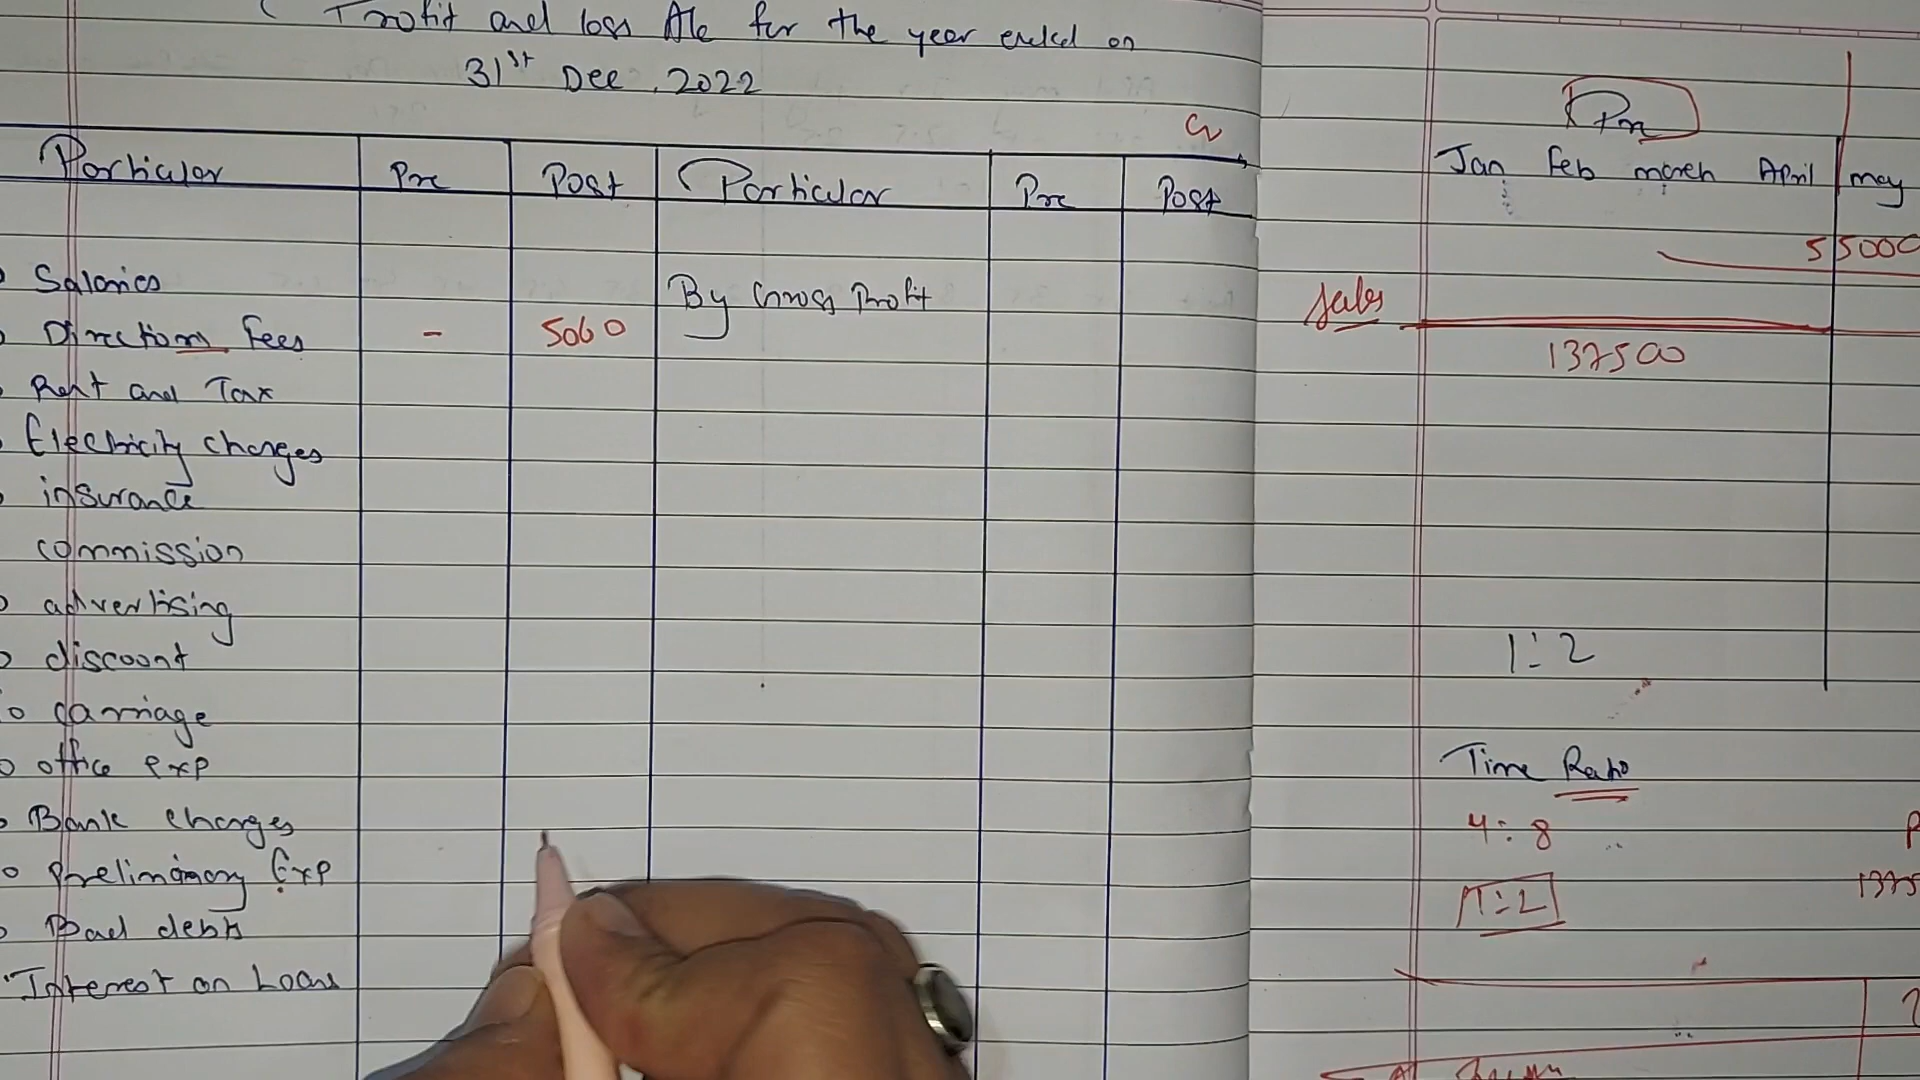 Profit and loss A/c for the year ended on
31st Dec. 2022
Cr
Particular Pre Post Particular Pre Post
Salaries
By Gross Profit
Directors Fees - 5060
Rent and Tax
Electricity charges
insurance
commission
advertising
discount
o carriage
o office exp
Bank charges
o Preliminary Exp
Bad debts
Interest on Loans
Pre
Jan Feb march April may
55000
Sales
137500
1:2
Time Ratio
4:8
1:2
1375